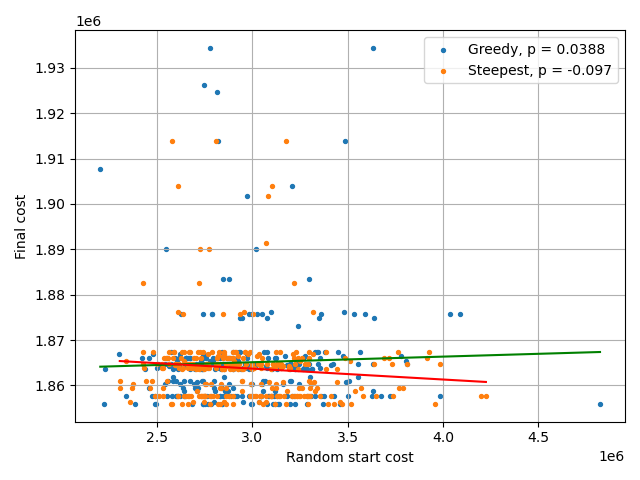 1e6
Greedy, p = 0.0388
Steepest, p = -0.097
1.93
1.92
1.91
1.90
1.89
1.88
1.87
1.86
Final cost
2.5
3.0
3.5
4.0
4.5
Random start cost
1e6